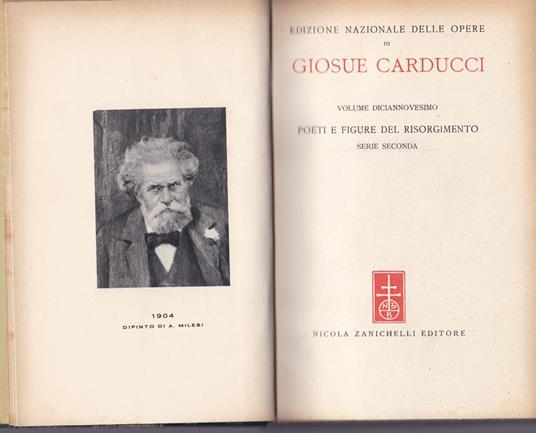 1904
DIPINTO DI A. MILESI
EDIZIONE NAZIONALE DELLE OPERE
DI
GIOSUE CARDUCCI
VOLUME DICIANNOVESIMO
POETI E FIGURE DEL RISORGIMENTO
SERIE SECONDA
NICOLA ZANICHELLI EDITORE